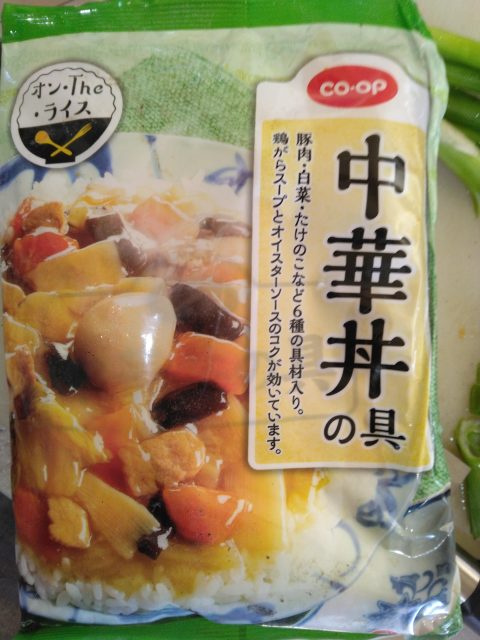 オン・The
・ライス
CO・OP
中華丼の具
豚肉・白菜・たけのこなど6種の具材入り。
鶏がらスープとオイスターソースのコクが効いています。